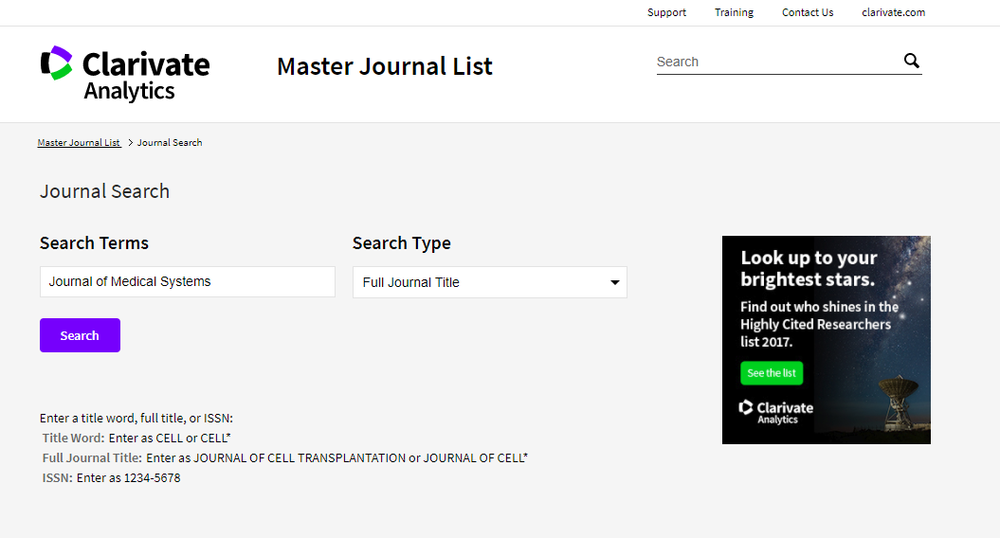 Support Training Contact Us clarivate.com
Clarivate
Analytics
Master Journal List
Search
Master Journal List > Journal Search
Journal Search
Search Terms
Search Type
Journal of Medical Systems
Full Journal Title
Search
Look up to your
brightest stars.
Find out who shines in the
Highly Cited Researchers
list 2017.
See the list
Clarivate
Analytics
Enter a title word, full title, or ISSN:
Title Word: Enter as CELL or CELL*
Full Journal Title: Enter as JOURNAL OF CELL TRANSPLANTATION or JOURNAL OF CELL*
ISSN: Enter as 1234-5678